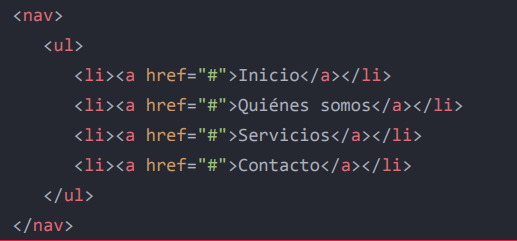 <nav>
<ul>
<li><a href="#">Inicio</a></li>
<li><a href="#">Quiénes somos</a></li>
<li><a href="#">Servicios</a></li>
<li><a href="#">Contacto</a></li>
</ul>
</nav>